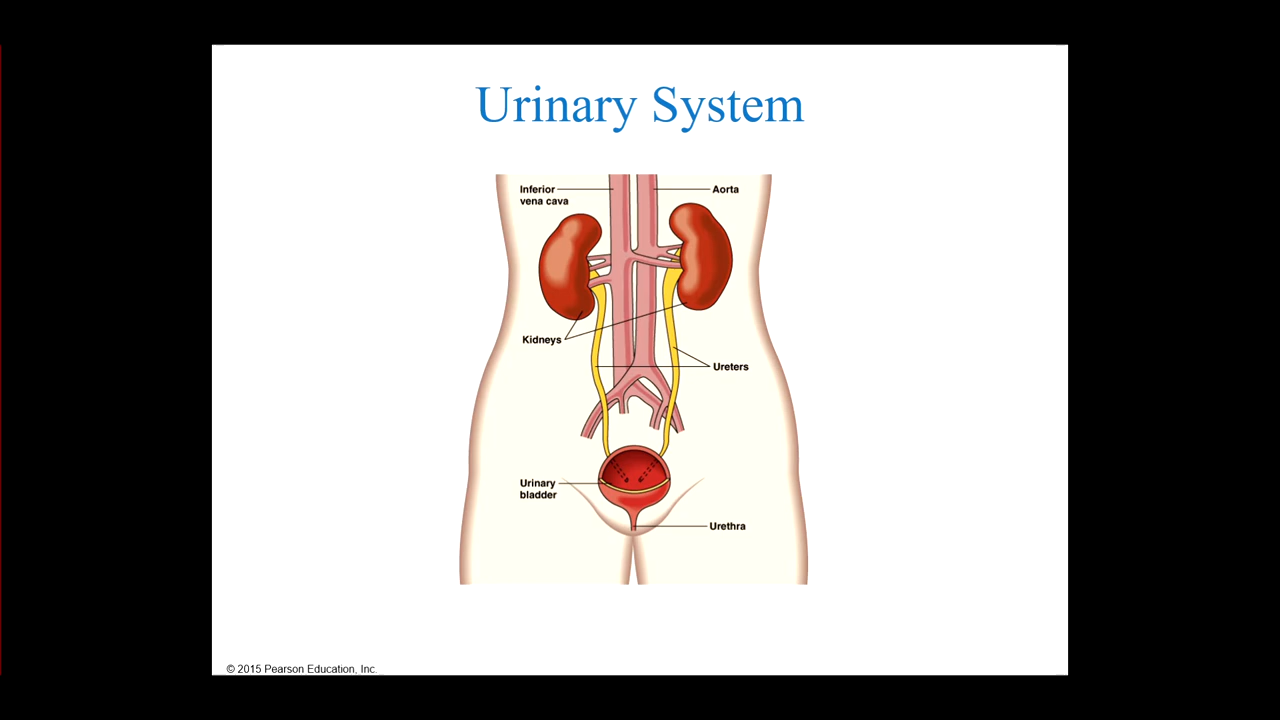 Urinary System
Inferior
vena cava
Aorta
Kidneys
Ureters
Urinary
bladder
Urethra
© 2015 Pearson Education, Inc.